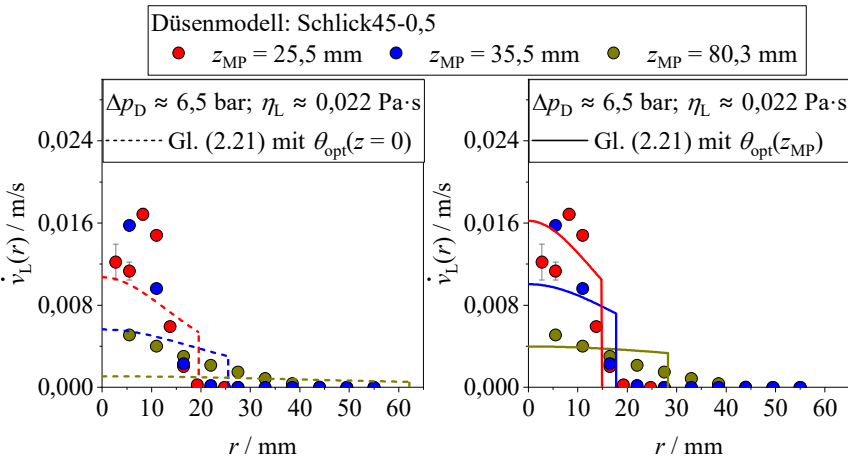 Düsenmodell: Schlick45-0,5
z_MP = 25,5 mm z_MP = 35,5 mm z_MP = 80,3 mm
Δp_D ≈ 6,5 bar; η_L ≈ 0,022 Pa·s
Gl. (2.21) mit θ_opt(z = 0)
0,024
0,016
0,008
0,000
v̇_L(r) / m/s
0 10 20 30 40 50 60
r / mm
Δp_D ≈ 6,5 bar; η_L ≈ 0,022 Pa·s
Gl. (2.21) mit θ_opt(z_MP)
0,024
0,016
0,008
0,000
v̇_L(r) / m/s
0 10 20 30 40 50 60
r / mm